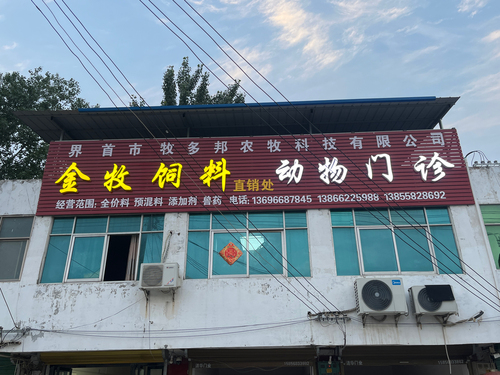 界首市牧多邦农牧科技有限公司
金牧饲料 直销处 动物门诊
经营范围: 全价料 预混料 添加剂 兽药 电话: 13696687845 13866225988 13855828692